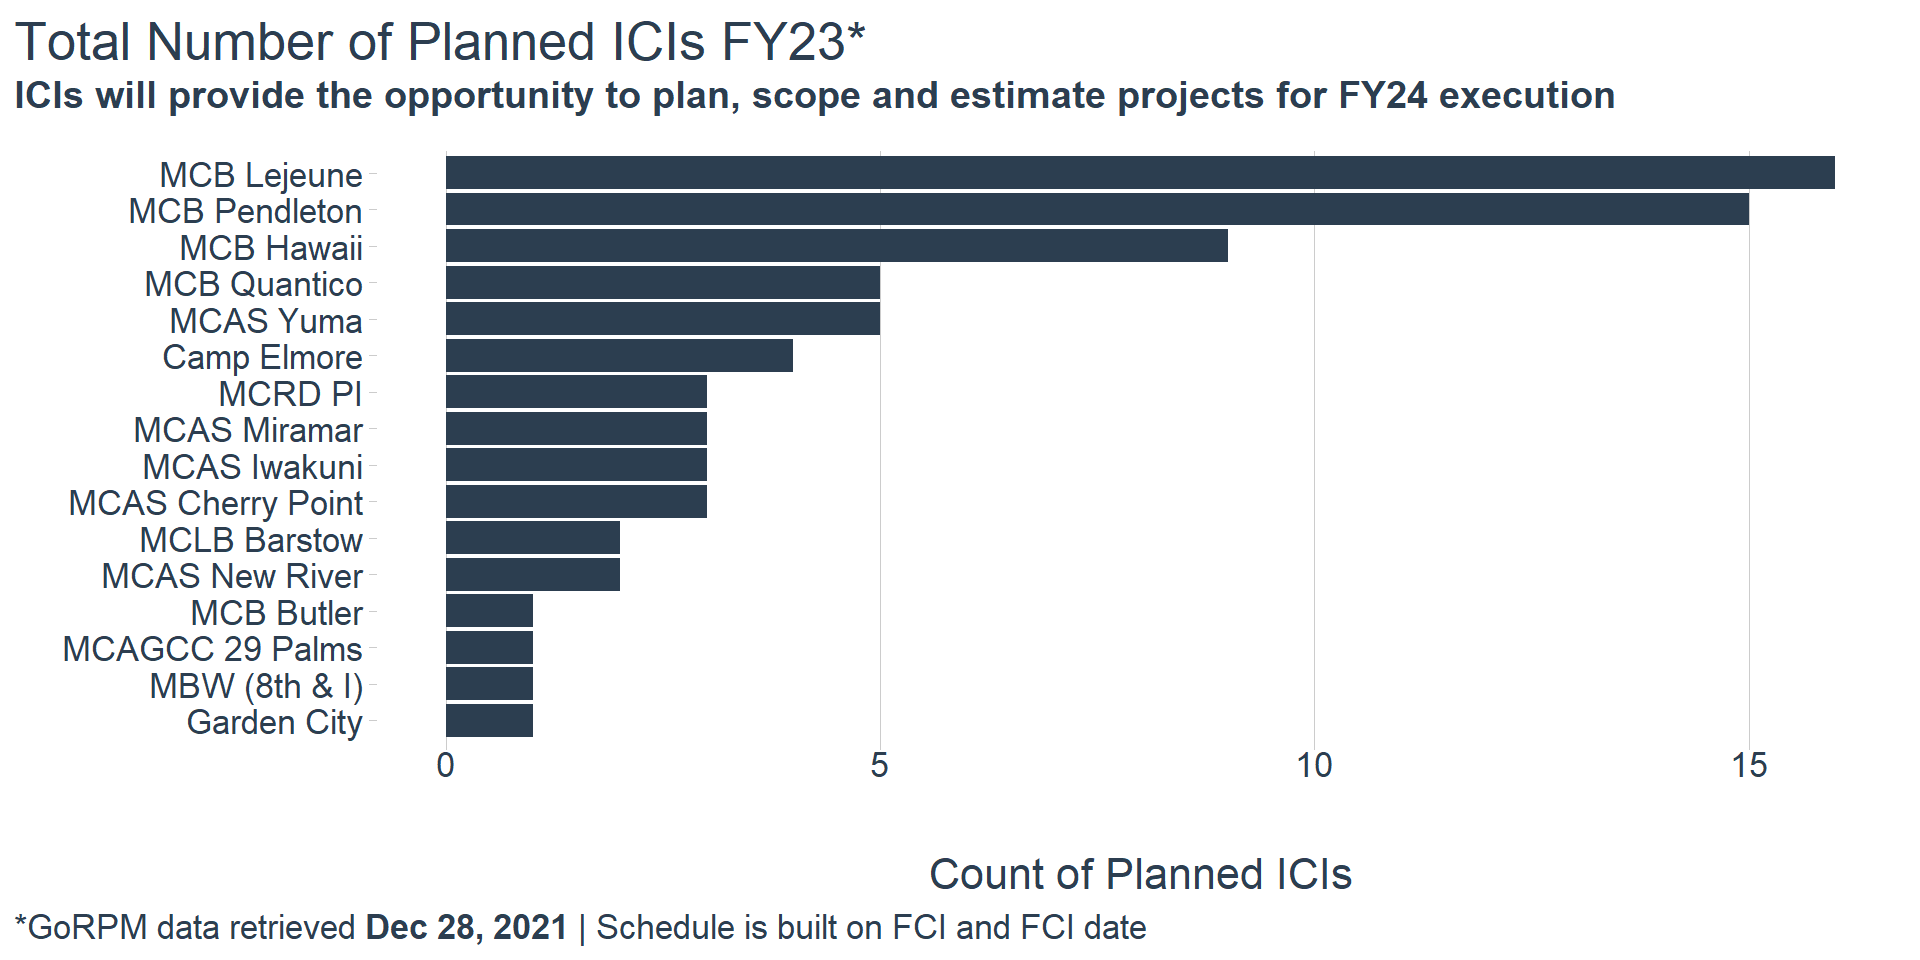 Total Number of Planned ICIs FY23*
ICIs will provide the opportunity to plan, scope and estimate projects for FY24 execution
MCB Lejeune
MCB Pendleton
MCB Hawaii
MCB Quantico
MCAS Yuma
Camp Elmore
MCRD PI
MCAS Miramar
MCAS Iwakuni
MCAS Cherry Point
MCLB Barstow
MCAS New River
MCB Butler
MCAGCC 29 Palms
MBW (8th & I)
Garden City
0 5 10 15
Count of Planned ICIs
*GoRPM data retrieved Dec 28, 2021 | Schedule is built on FCI and FCI date